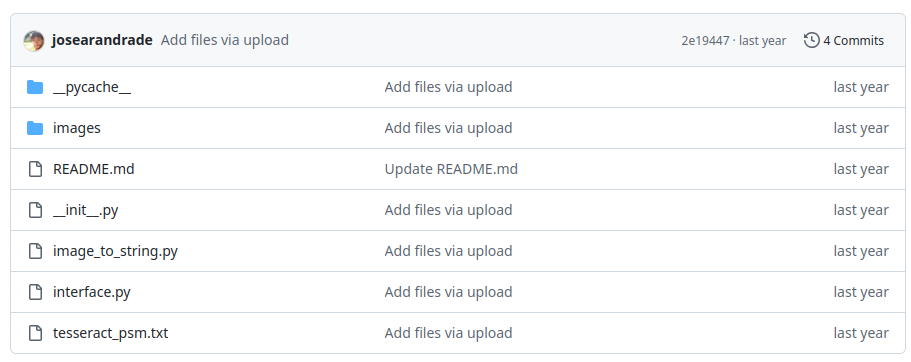 josearandrade Add files via upload 2e19447 · last year 4 Commits
__pycache__ Add files via upload last year
images Add files via upload last year
README.md Update README.md last year
__init__.py Add files via upload last year
image_to_string.py Add files via upload last year
interface.py Add files via upload last year
tesseract_psm.txt Add files via upload last year